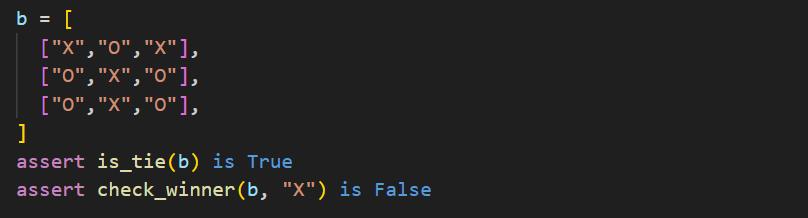 b = [
  ["X","O","X"],
  ["O","X","O"],
  ["O","X","O"],
]
assert is_tie(b) is True
assert check_winner(b, "X") is False